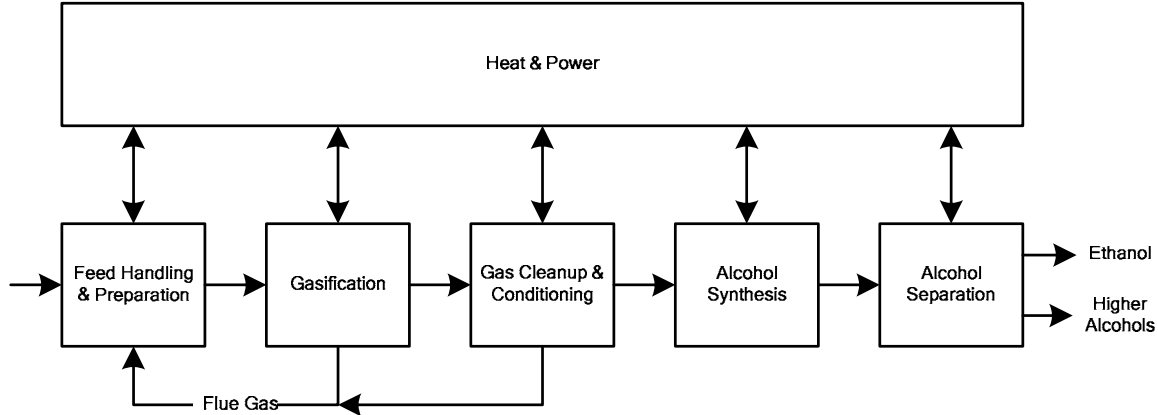 Heat & Power
Feed Handling
& Preparation
Gasification
Gas Cleanup &
Conditioning
Alcohol
Synthesis
Alcohol
Separation
Ethanol
Higher
Alcohols
Flue Gas